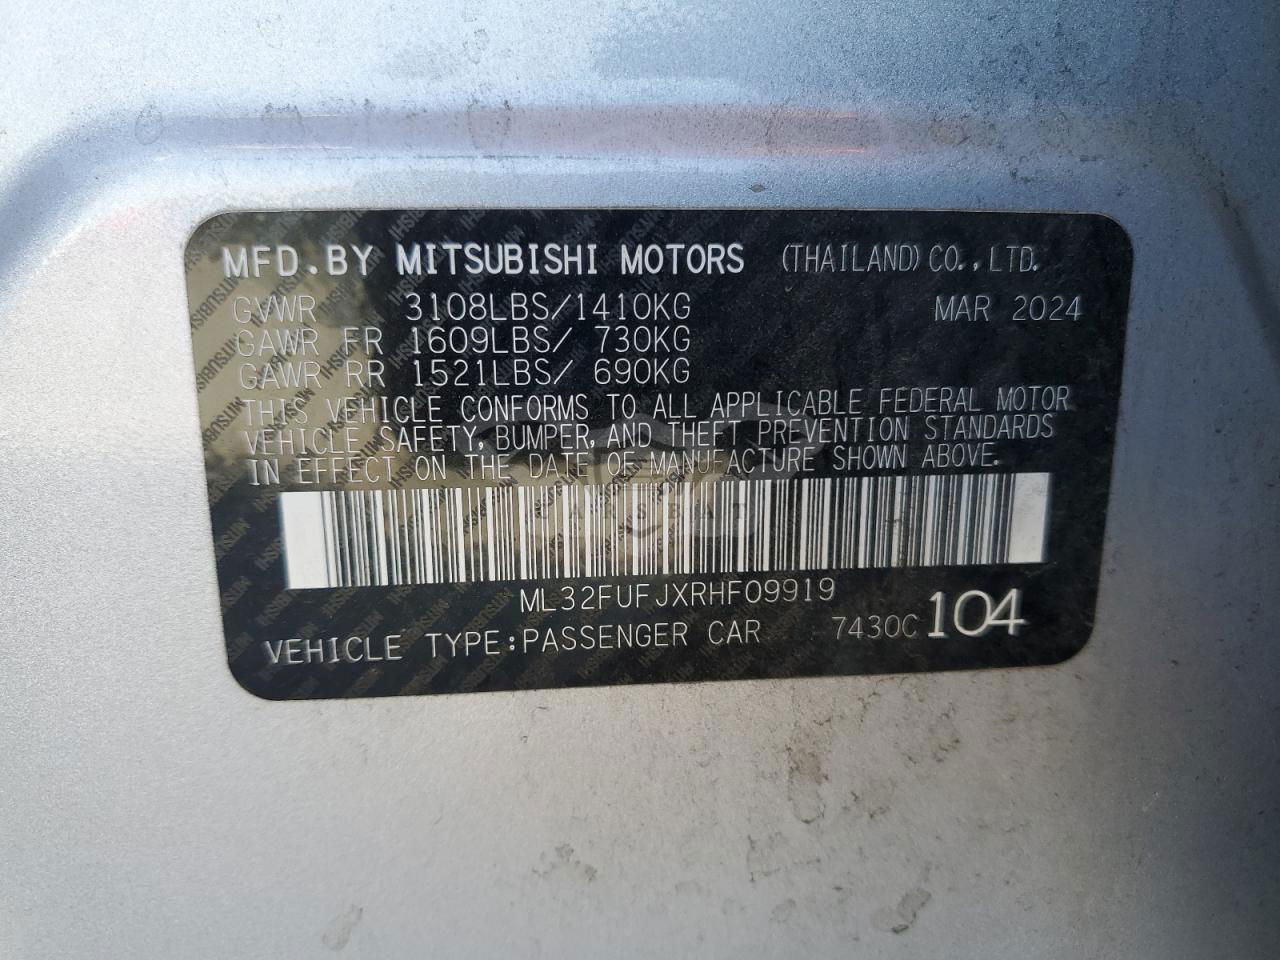 MFD.BY MITSUBISHI MOTORS (THAILAND) CO., LTD.
GVWR 3108LBS/1410KG MAR 2024
GAWR FR 1609LBS/ 730KG
GAWR RR 1521LBS/ 690KG
THIS VEHICLE CONFORMS TO ALL APPLICABLE FEDERAL MOTOR
VEHICLE SAFETY, BUMPER, AND THEFT PREVENTION STANDARDS
IN EFFECT ON THE DATE OF MANUFACTURE SHOWN ABOVE.
ML32FUFJXRHF09919
VEHICLE TYPE:PASSENGER CAR 7430C 104